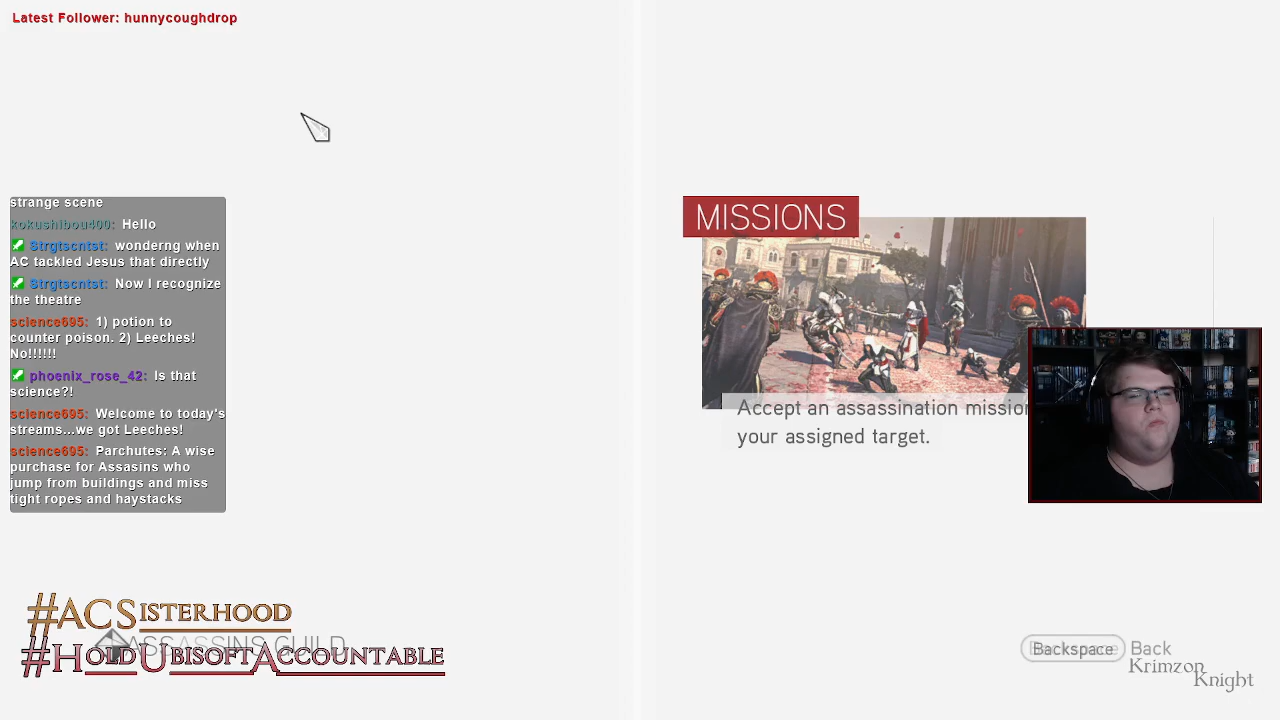 Latest Follower: hunnycoughdrop
strange scene
kokushibou400: Hello
Strgtscntst: wonderng when
AC tackled Jesus that directly
Strgtscntst: Now I recognize
the theatre
science695: 1) potion to
counter poison. 2) Leeches!
No!!!!!!
phoenix_rose_42: Is that
science?!
science695: Welcome to today's
streams...we got Leeches!
science695: Parchutes: A wise
purchase for Assasins who
jump from buildings and miss
tight ropes and haystacks
MISSIONS
Accept an assassination mission
your assigned target.
#ACSISTERHOOD
ASSASSINS GUILD
#HOLDUBISOFTACCOUNTABLE
Backspace Back
Krimzon
Knight